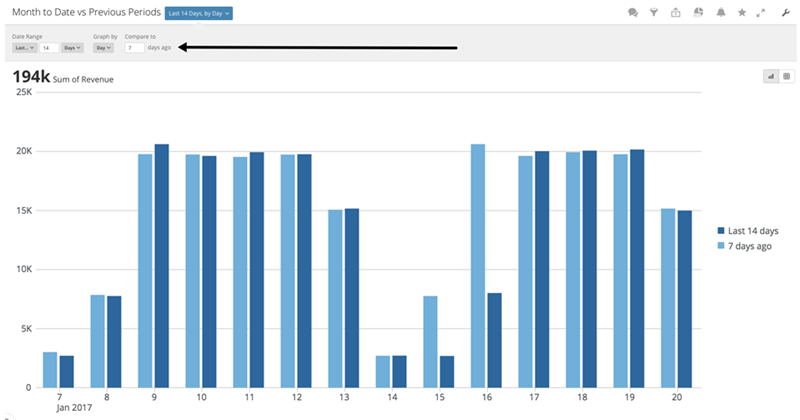 Month to Date vs Previous Periods Last 14 Days, by Day
Date Range Graph by Compare to
Last... 14 Days Day 7 days ago
194k Sum of Revenue
25K
20K
15K
10K
5K
0
7 8 9 10 11 12 13 14 15 16 17 18 19 20
Jan 2017
Last 14 days
7 days ago